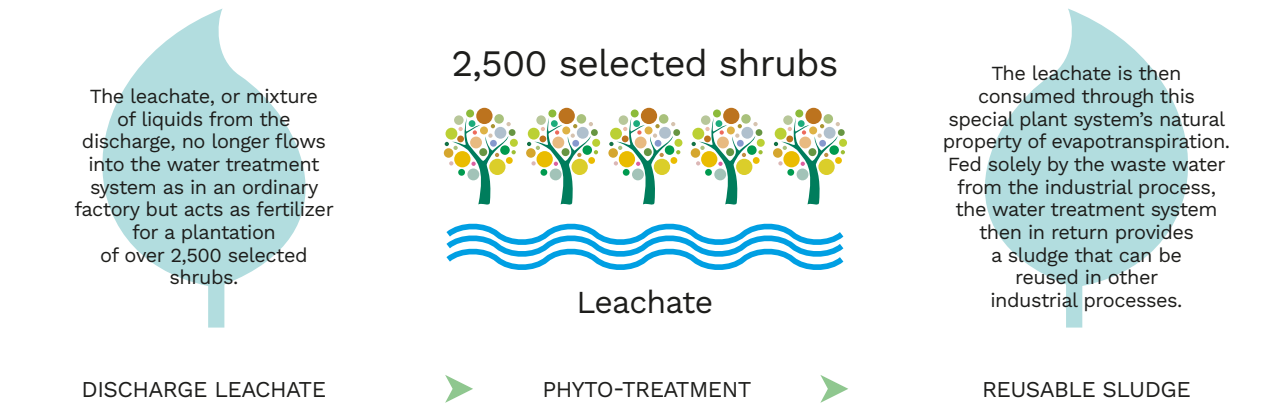 The leachate, or mixture
of liquids from the
discharge, no longer flows
into the water treatment
system as in an ordinary
factory but acts as fertilizer
for a plantation
of over 2,500 selected
shrubs.
2,500 selected shrubs
Leachate
The leachate is then
consumed through this
special plant system’s natural
property of evapotranspiration.
Fed solely by the waste water
from the industrial process,
the water treatment system
then in return provides
a sludge that can be
reused in other
industrial processes.
DISCHARGE LEACHATE
PHYTO-TREATMENT
REUSABLE SLUDGE